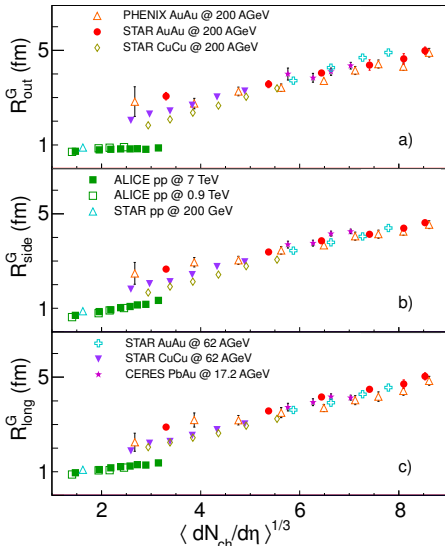 PHENIX AuAu @ 200 AGeV
STAR AuAu @ 200 AGeV
STAR CuCu @ 200 AGeV
R^G_out (fm)
5
1
a)
ALICE pp @ 7 TeV
ALICE pp @ 0.9 TeV
STAR pp @ 200 GeV
R^G_side (fm)
5
1
b)
STAR AuAu @ 62 AGeV
STAR CuCu @ 62 AGeV
CERES PbAu @ 17.2 AGeV
R^G_long (fm)
5
1
c)
2 4 6 8
⟨ dN_ch/dη ⟩^1/3